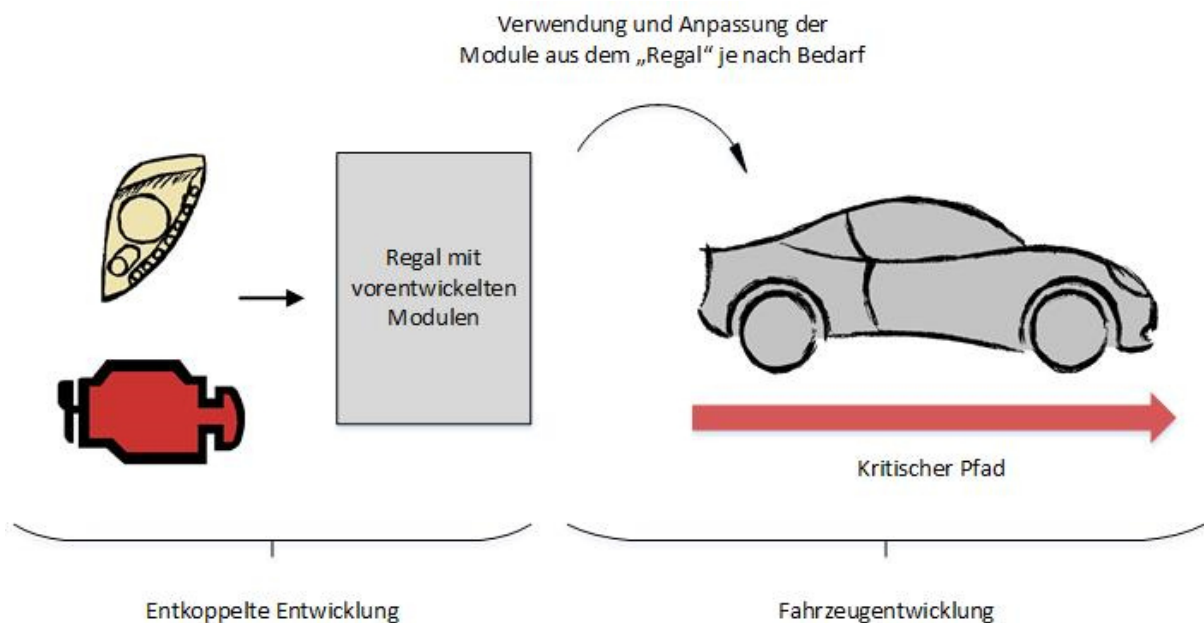 Verwendung und Anpassung der
Module aus dem „Regal“ je nach Bedarf
Regal mit
vorentwickelten
Modulen
Kritischer Pfad
Entkoppelte Entwicklung
Fahrzeugentwicklung